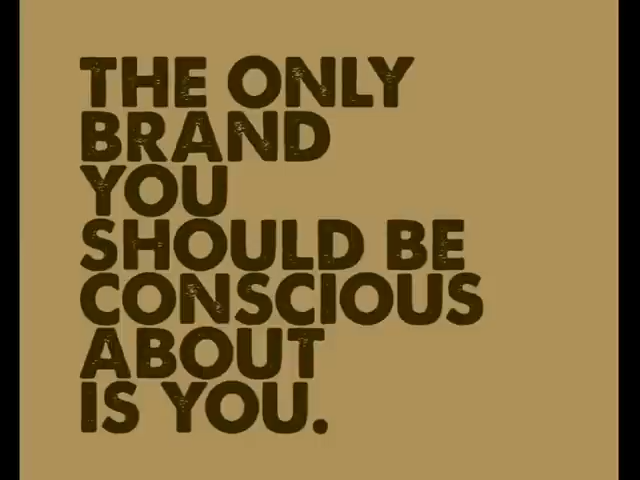 THE ONLY
BRAND
YOU
SHOULD BE
CONSCIOUS
ABOUT
IS YOU.